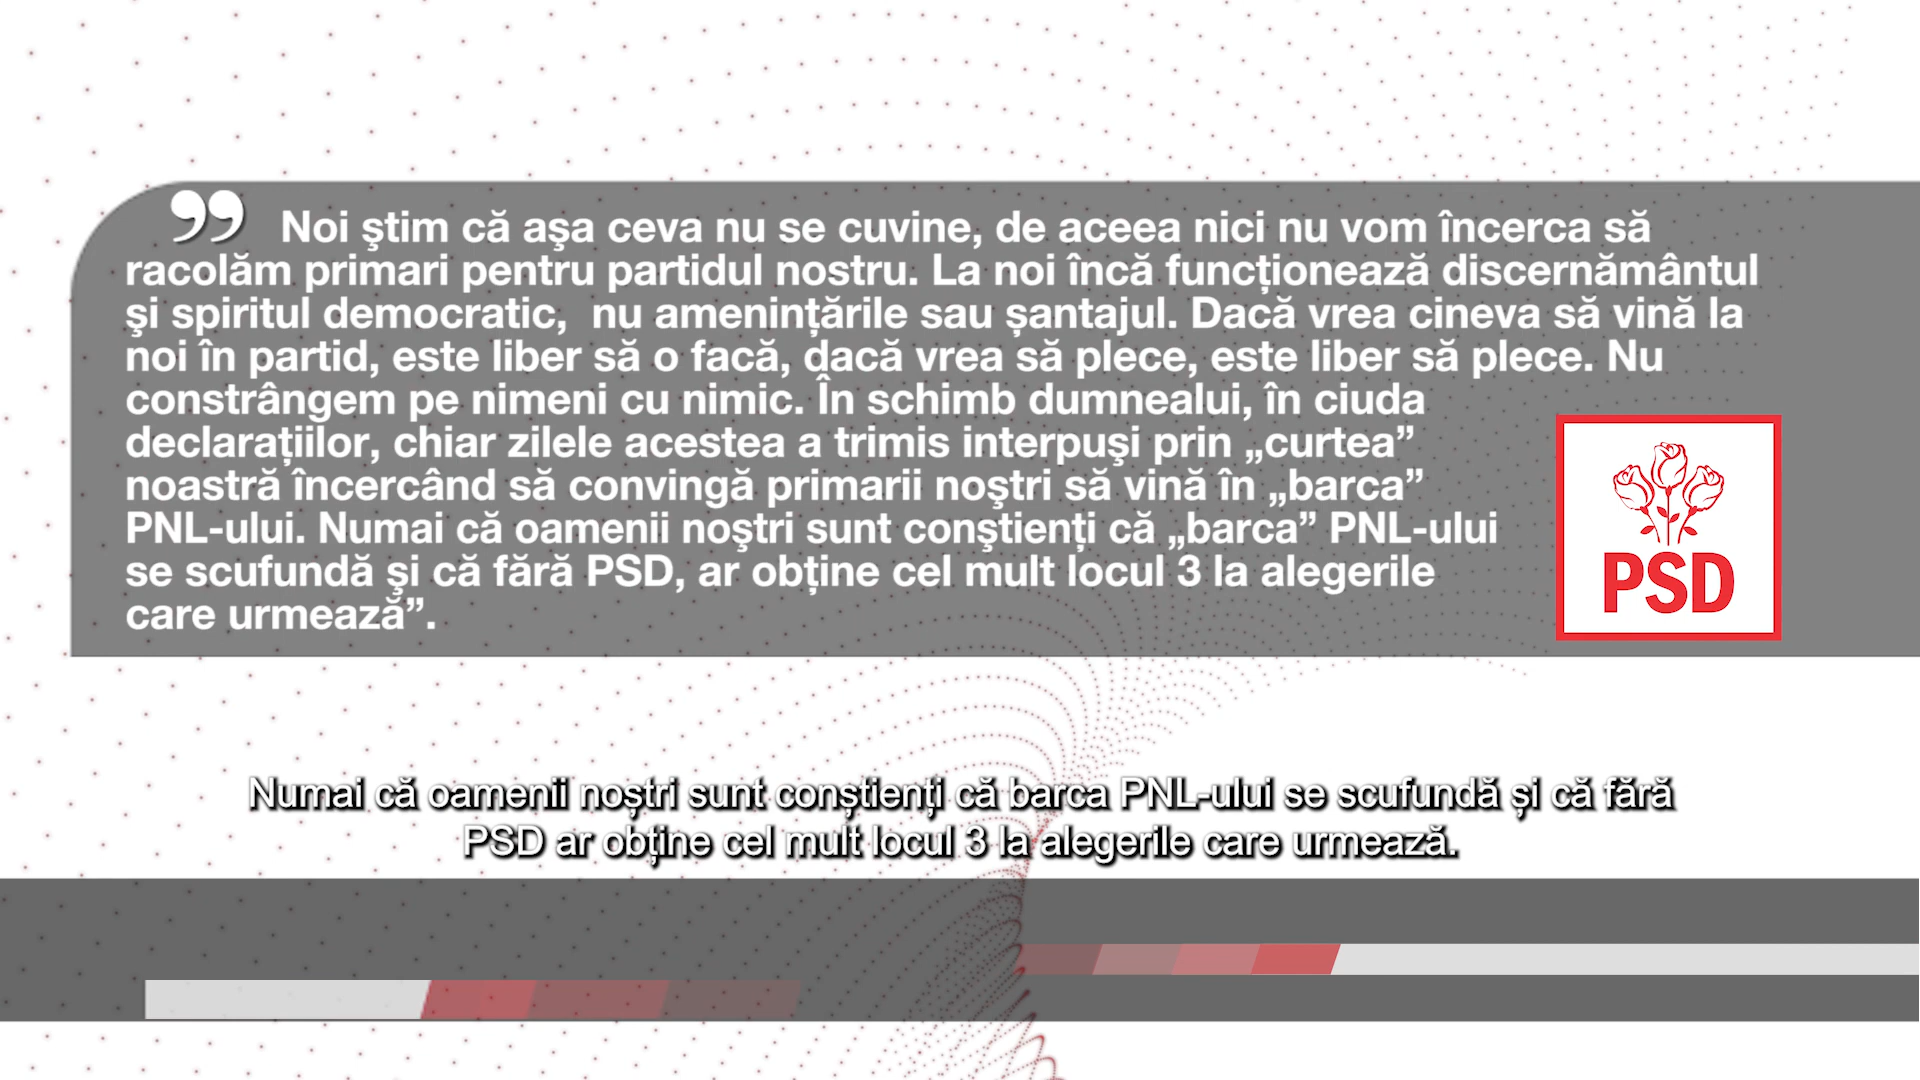 ” Noi ştim că aşa ceva nu se cuvine, de aceea nici nu vom încerca să
racolăm primari pentru partidul nostru. La noi încă funcționează discernământul
şi spiritul democratic,  nu amenințările sau șantajul. Dacă vrea cineva să vină la
noi în partid, este liber să o facă, dacă vrea să plece, este liber să plece. Nu
constrângem pe nimeni cu nimic. În schimb dumnealui, în ciuda
declarațiilor, chiar zilele acestea a trimis interpuşi prin „curtea”
noastră încercând să convingă primarii noştri să vină în „barca”
PNL-ului. Numai că oamenii noştri sunt conştienți că „barca” PNL-ului
se scufundă şi că fără PSD, ar obține cel mult locul 3 la alegerile
care urmează”.
PSD
Numai că oamenii noștri sunt conștienți că barca PNL-ului se scufundă și că fără
PSD ar obține cel mult locul 3 la alegerile care urmează.